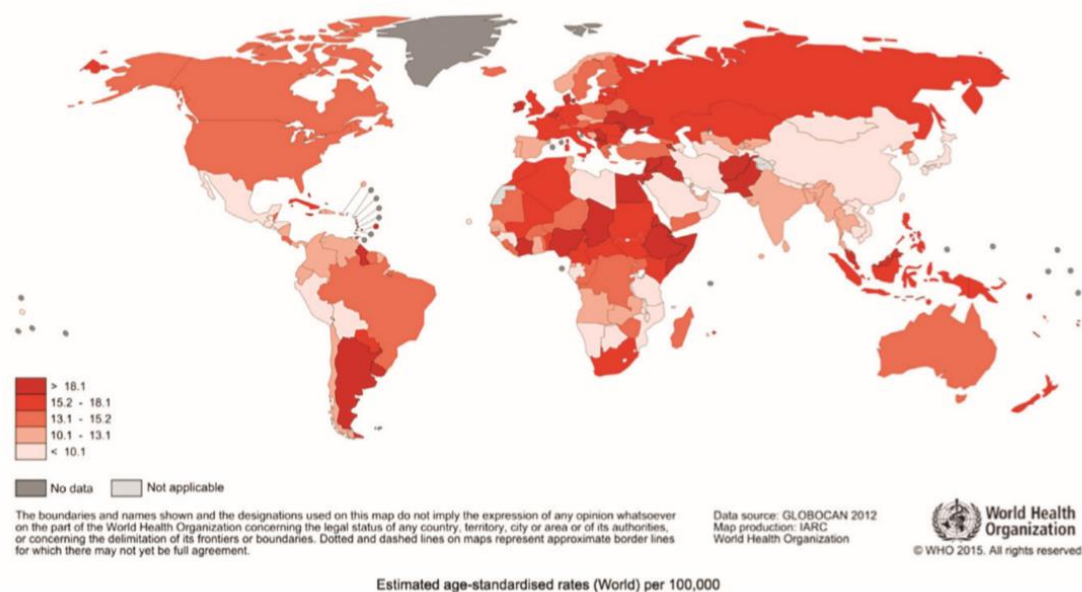 > 18.1
15.2 - 18.1
13.1 - 15.2
10.1 - 13.1
< 10.1
No data
Not applicable
The boundaries and names shown and the designations used on this map do not imply the expression of any opinion whatsoever
on the part of the World Health Organization concerning the legal status of any country, territory, city or area or of its authorities,
or concerning the delimitation of its frontiers or boundaries. Dotted and dashed lines on maps represent approximate border lines
for which there may not yet be full agreement.
Data source: GLOBOCAN 2012
Map production: IARC
World Health Organization
World Health
Organization
© WHO 2015. All rights reserved
Estimated age-standardised rates (World) per 100,000